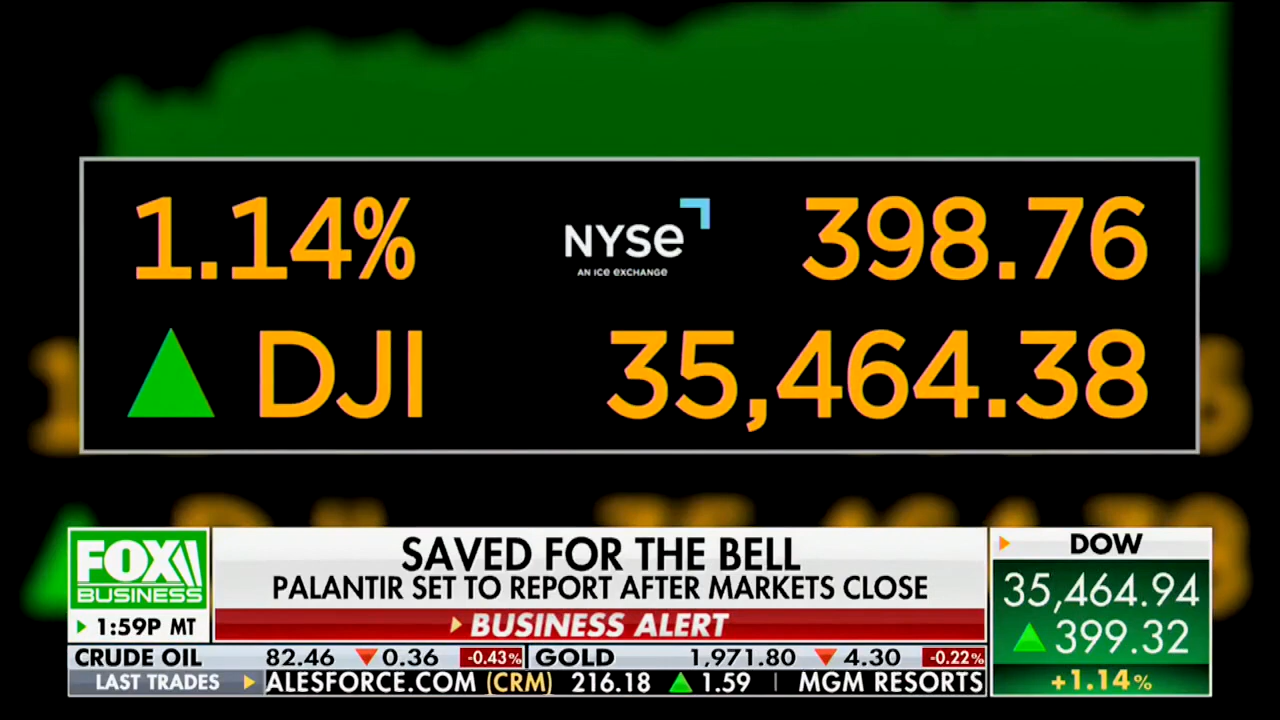 1.14%
NYSE
AN ICE EXCHANGE
398.76
DJI
35,464.38
FOX
BUSINESS
1:59P MT
SAVED FOR THE BELL
PALANTIR SET TO REPORT AFTER MARKETS CLOSE
BUSINESS ALERT
DOW
35,464.94
399.32
+1.14%
CRUDE OIL 82.46 0.36 -0.43% GOLD 1,971.80 4.30 -0.22%
LAST TRADES ALESFORCE.COM (CRM) 216.18 1.59 | MGM RESORTS